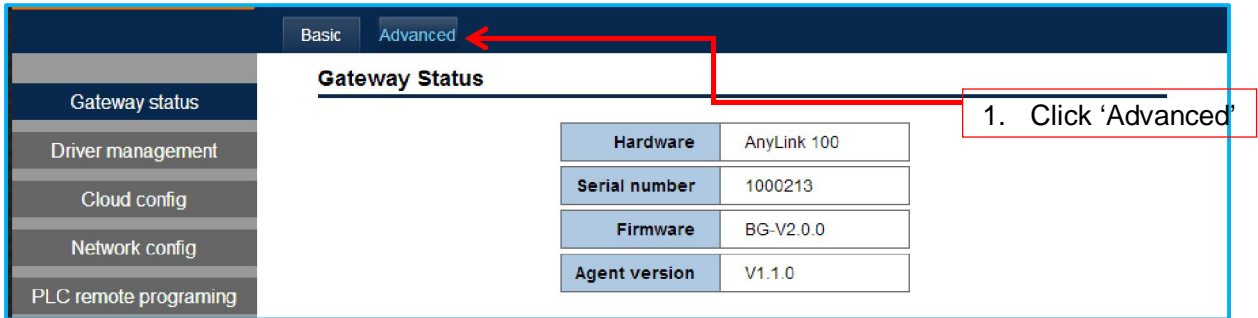 Basic Advanced
Gateway Status
Gateway status
Driver management
Cloud config
Network config
PLC remote programing
1. Click ‘Advanced’
Hardware AnyLink 100
Serial number 1000213
Firmware BG-V2.0.0
Agent version V1.1.0